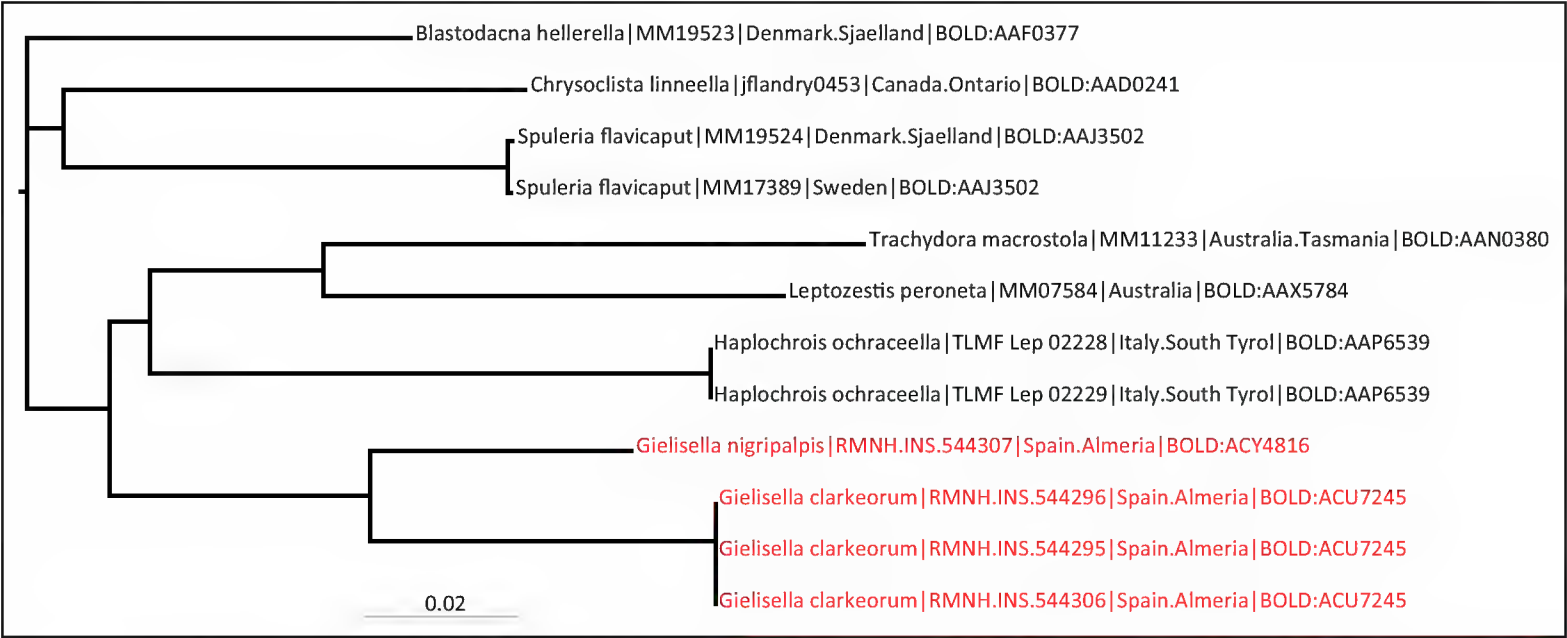 Blastodacna hellerella|MM19523|Denmark.Sjaelland|BOLD:AAF0377
Chrysoclista linneella|jflandry0453|Canada.Ontario|BOLD:AAD0241
Spuleria flavicaput|MM19524|Denmark.Sjaelland|BOLD:AAJ3502
Spuleria flavicaput|MM17389|Sweden|BOLD:AAJ3502
Trachydora macrostola|MM11233|Australia.Tasmania|BOLD:AAN0380
Leptozestis peroneta|MM07584|Australia|BOLD:AAX5784
Haplochrois ochraceella|TLMF Lep 02228|Italy.South Tyrol|BOLD:AAP6539
Haplochrois ochraceella|TLMF Lep 02229|Italy.South Tyrol|BOLD:AAP6539
Gielisella nigripalpis|RMNH.INS.544307|Spain.Almeria|BOLD:ACY4816
Gielisella clarkeorum|RMNH.INS.544296|Spain.Almeria|BOLD:ACU7245
Gielisella clarkeorum|RMNH.INS.544295|Spain.Almeria|BOLD:ACU7245
Gielisella clarkeorum|RMNH.INS.544306|Spain.Almeria|BOLD:ACU7245
0.02